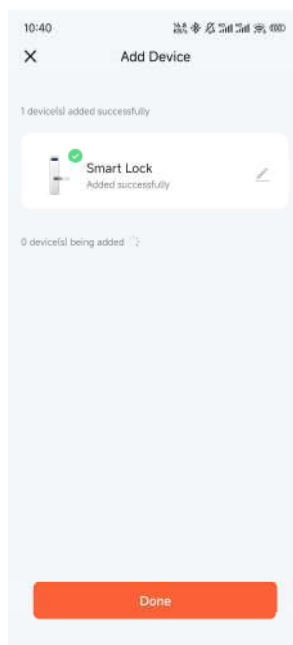 10:40
Add Device
1 device(s) added successfully
Smart Lock
Added successfully
0 device(s) being added
Done